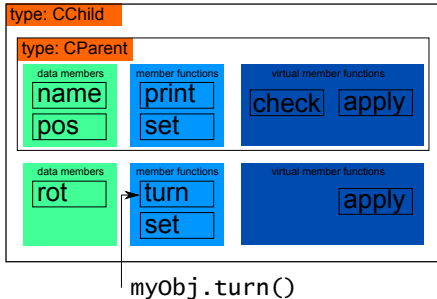 type: CChild
type: CParent
data members member functions virtual member functions
name print check apply
pos set
data members member functions virtual member functions
rot turn apply
set
myObj.turn()